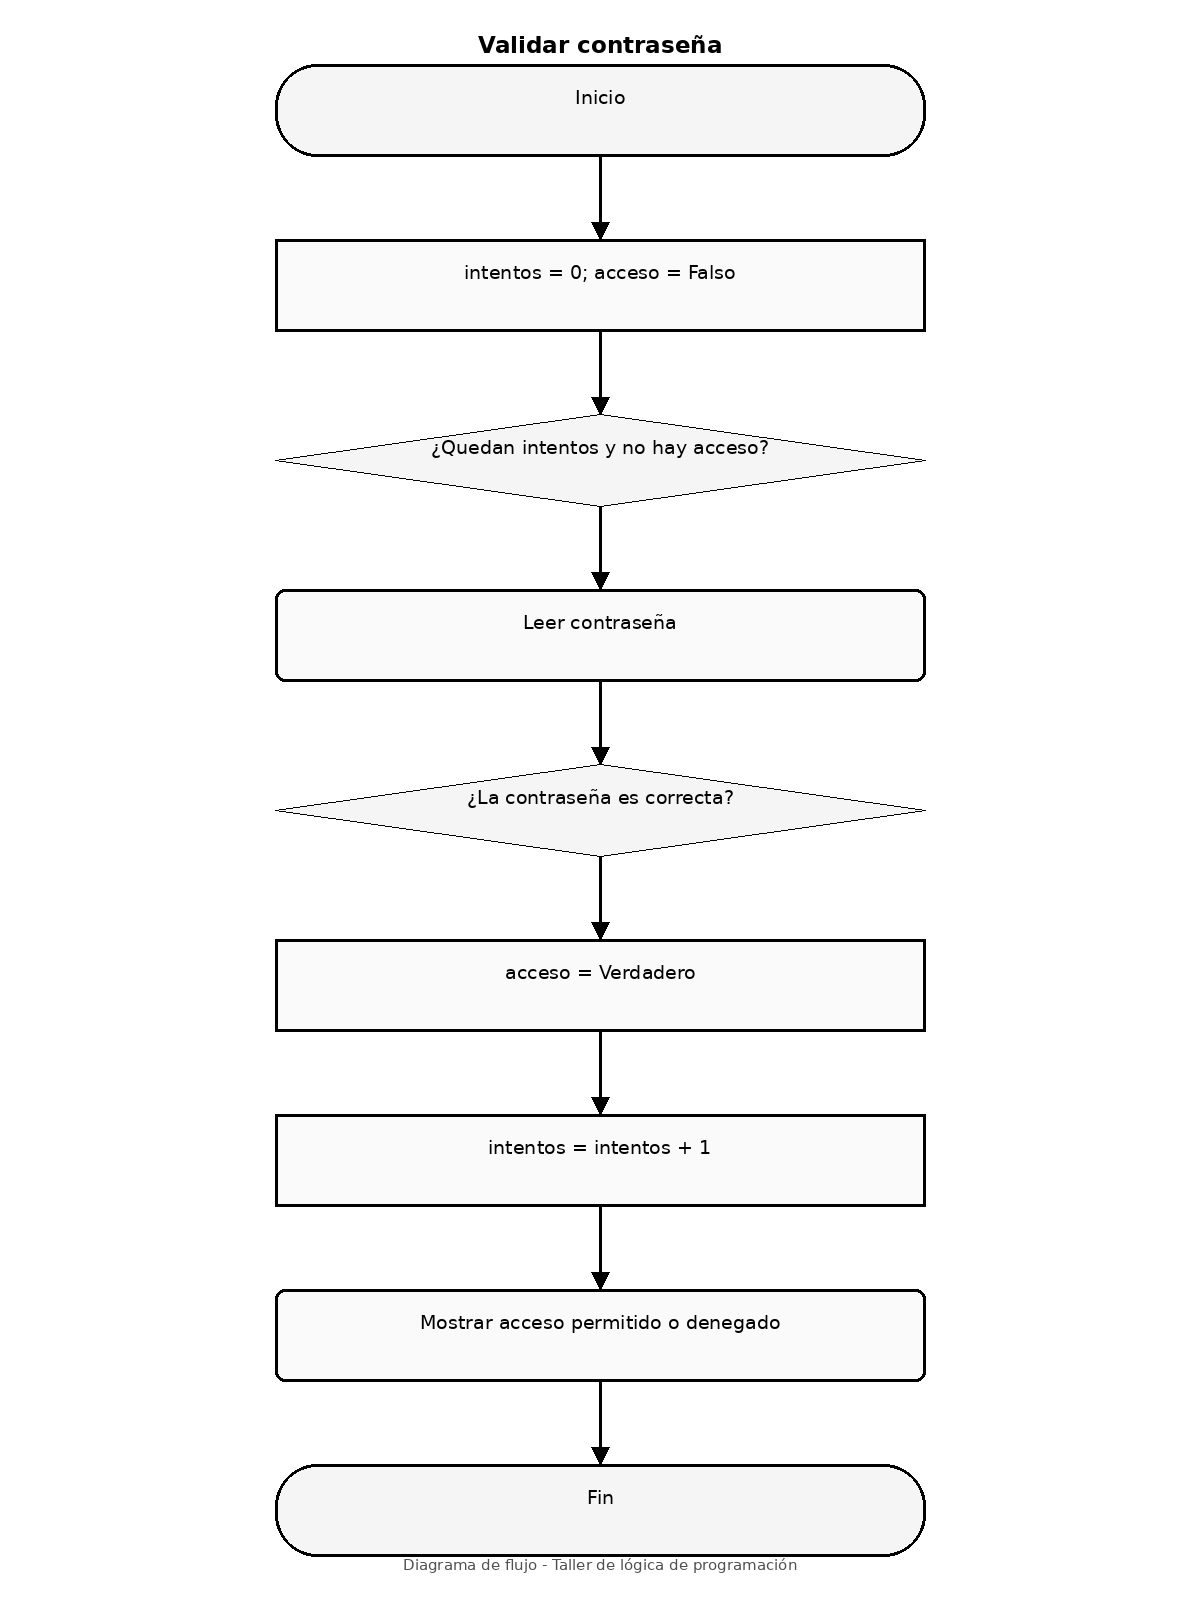 Validar contraseña
Inicio
intentos = 0; acceso = Falso
¿Quedan intentos y no hay acceso?
Leer contraseña
¿La contraseña es correcta?
acceso = Verdadero
intentos = intentos + 1
Mostrar acceso permitido o denegado
Fin
Diagrama de flujo - Taller de lógica de programación